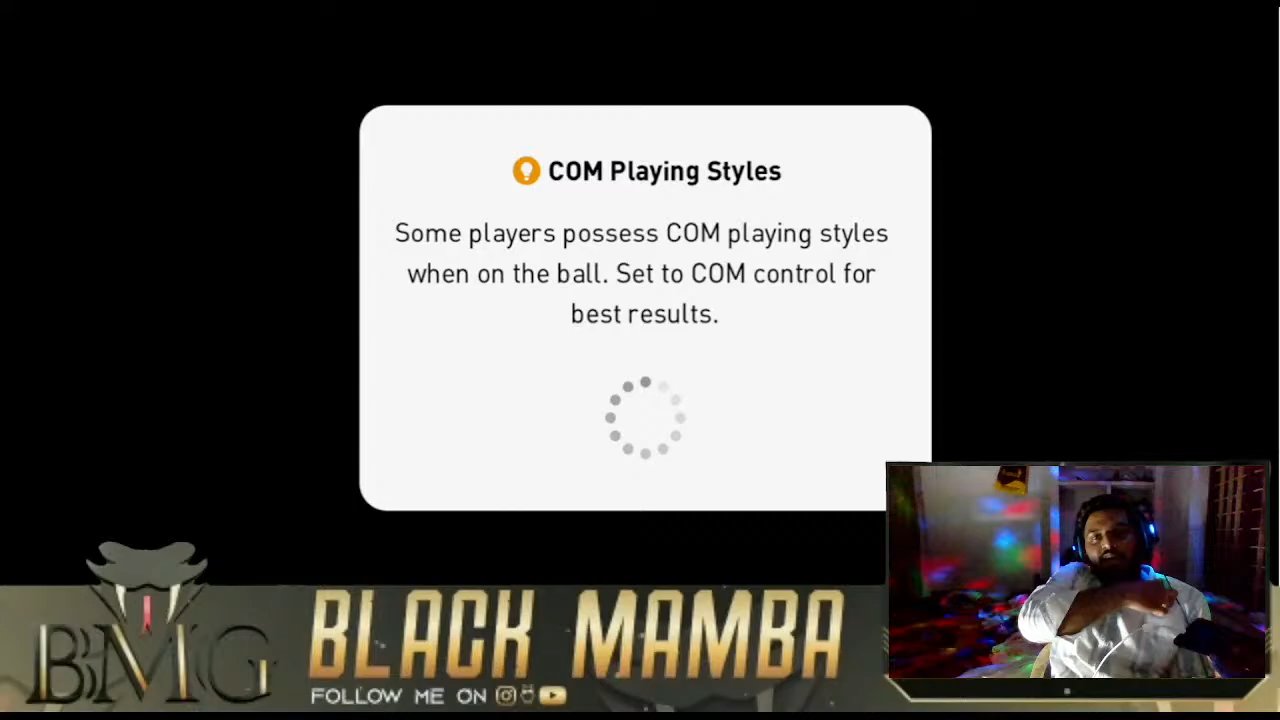 COM Playing Styles
Some players possess COM playing styles
when on the ball. Set to COM control for
best results.
BMG
BLACK MAMBA
FOLLOW ME ON